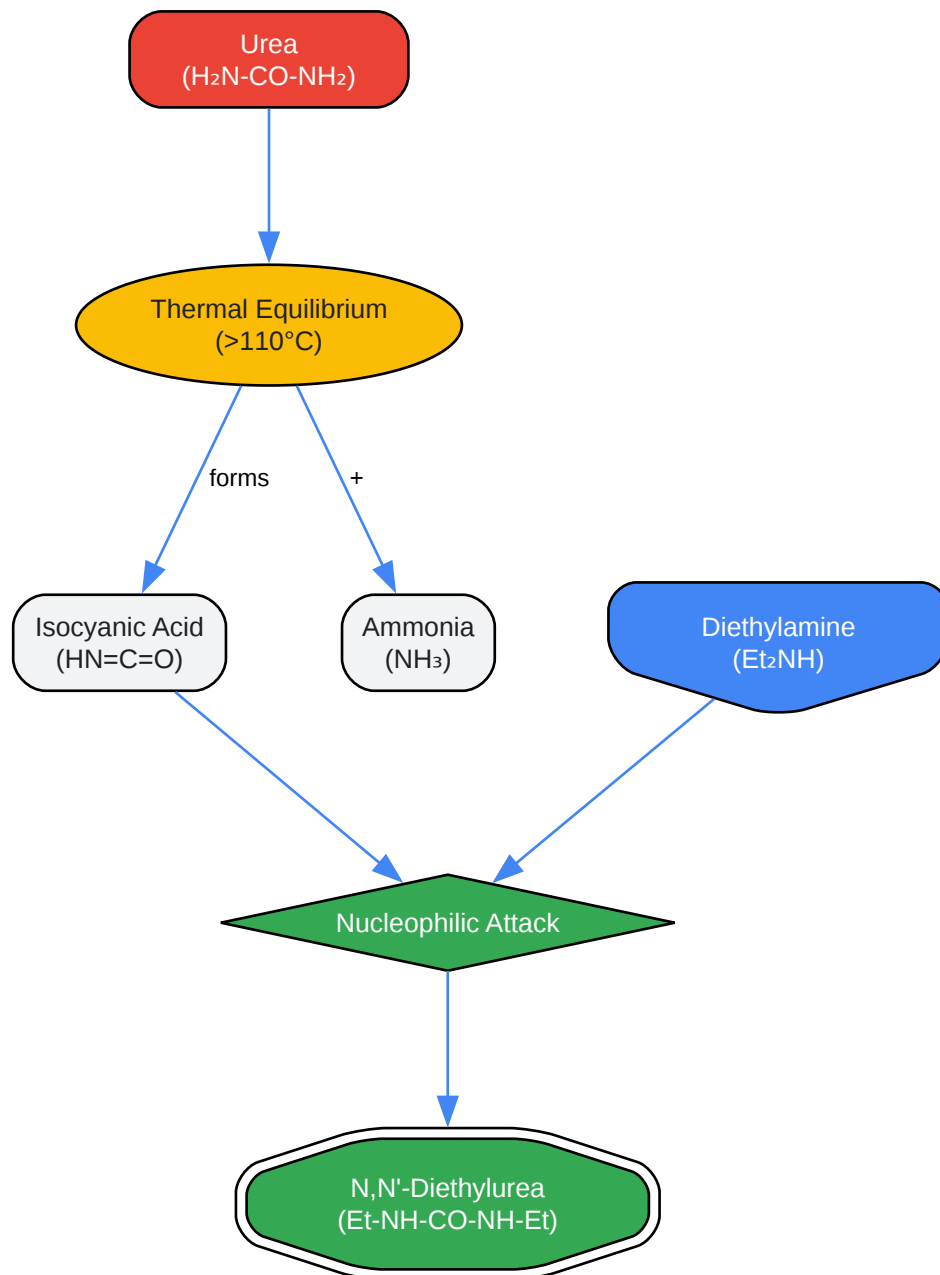 Urea
(H₂N-CO-NH₂)
Thermal Equilibrium
(>110°C)
forms
+
Isocyanic Acid
(HN=C=O)
Ammonia
(NH₃)
Diethylamine
(Et₂NH)
Nucleophilic Attack
N,N'-Diethylurea
(Et-NH-CO-NH-Et)